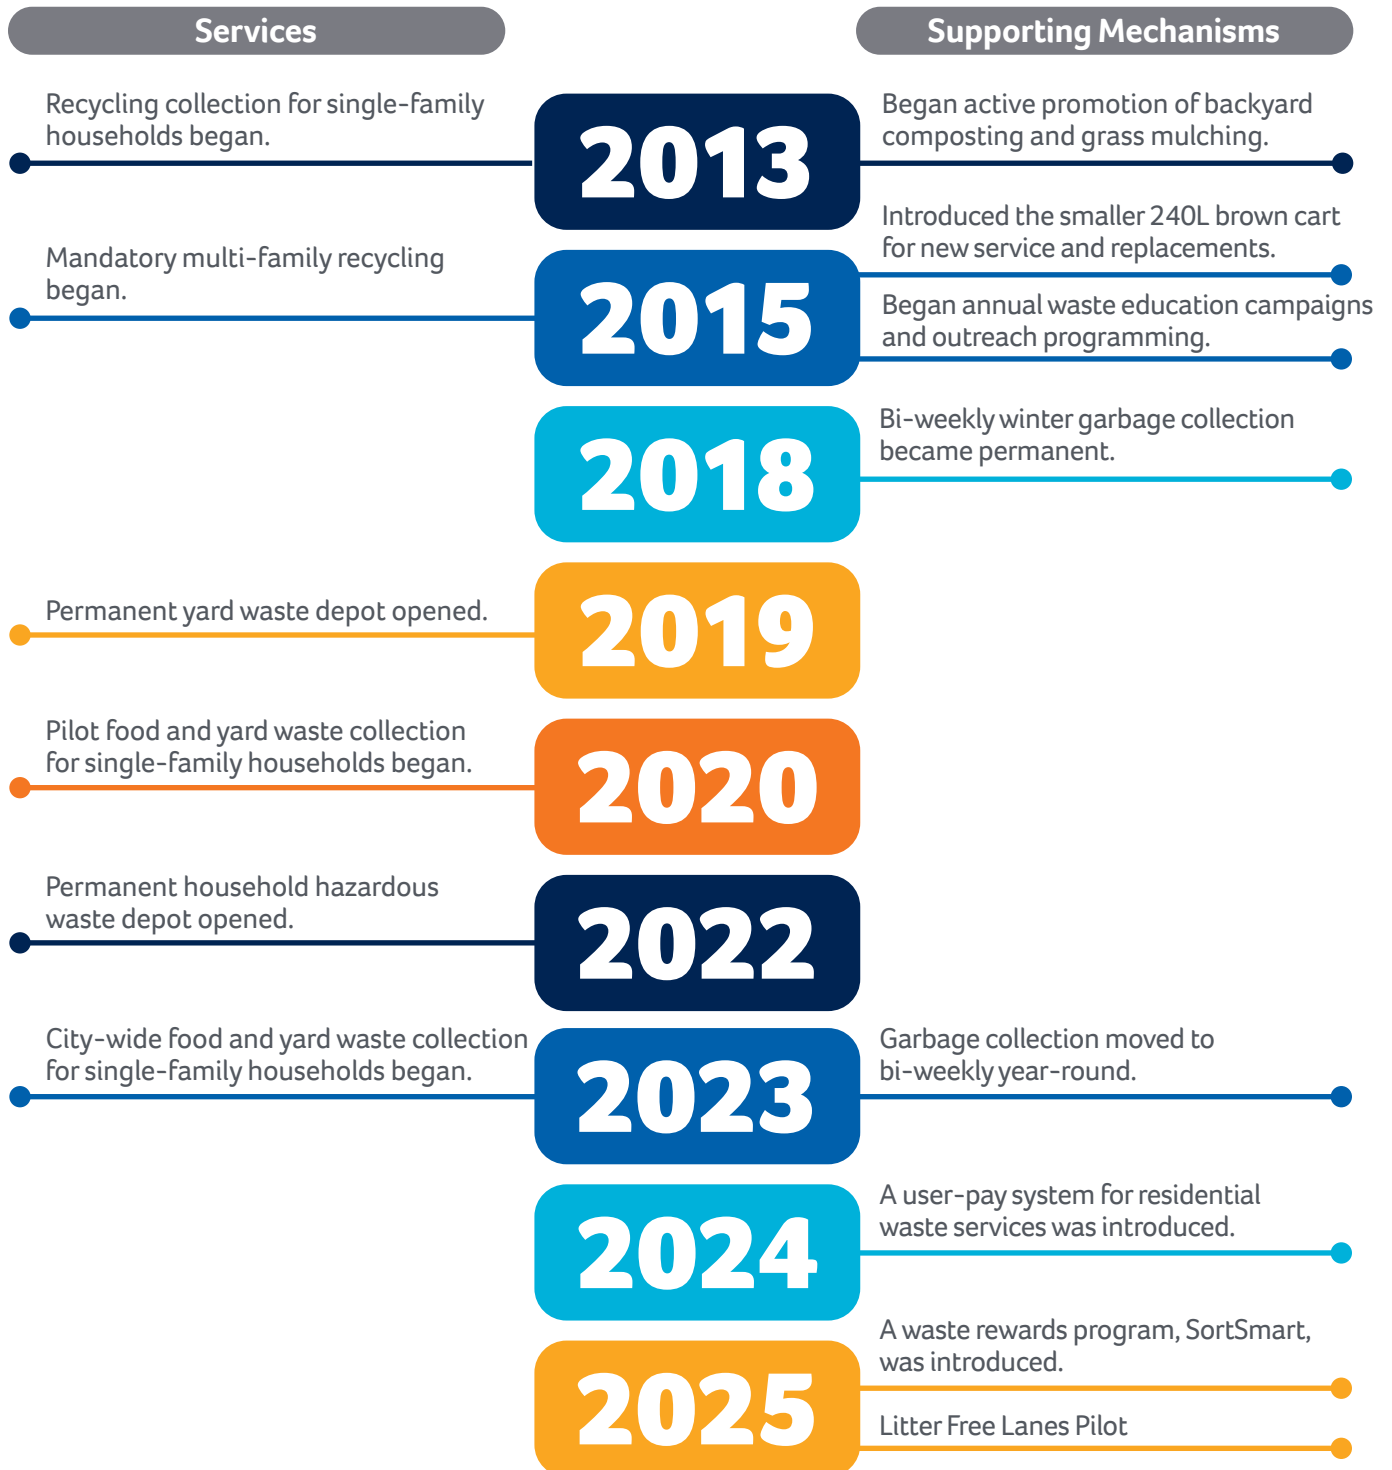 Services
Supporting Mechanisms
Recycling collection for single-family
households began.
2013
Began active promotion of backyard
composting and grass mulching.
Mandatory multi-family recycling
began.
2015
Introduced the smaller 240L brown cart
for new service and replacements.
Began annual waste education campaigns
and outreach programming.
2018
Bi-weekly winter garbage collection
became permanent.
Permanent yard waste depot opened.
2019
Pilot food and yard waste collection
for single-family households began.
2020
Permanent household hazardous
waste depot opened.
2022
City-wide food and yard waste collection
for single-family households began.
2023
Garbage collection moved to
bi-weekly year-round.
2024
A user-pay system for residential
waste services was introduced.
2025
A waste rewards program, SortSmart,
was introduced.
Litter Free Lanes Pilot